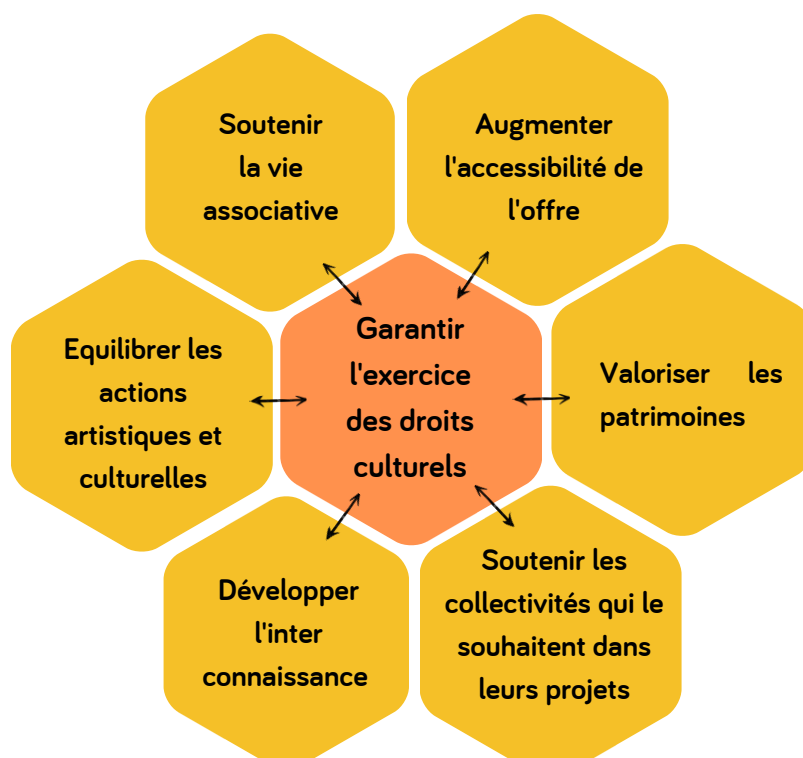 Soutenir
la vie
associative
Augmenter
l'accessibilité de
l'offre
Equilibrer les
actions
artistiques et
culturelles
Garantir
l'exercice
des droits
culturels
Valoriser les
patrimoines
Développer
l'inter
connaissance
Soutenir les
collectivités qui le
souhaitent dans
leurs projets